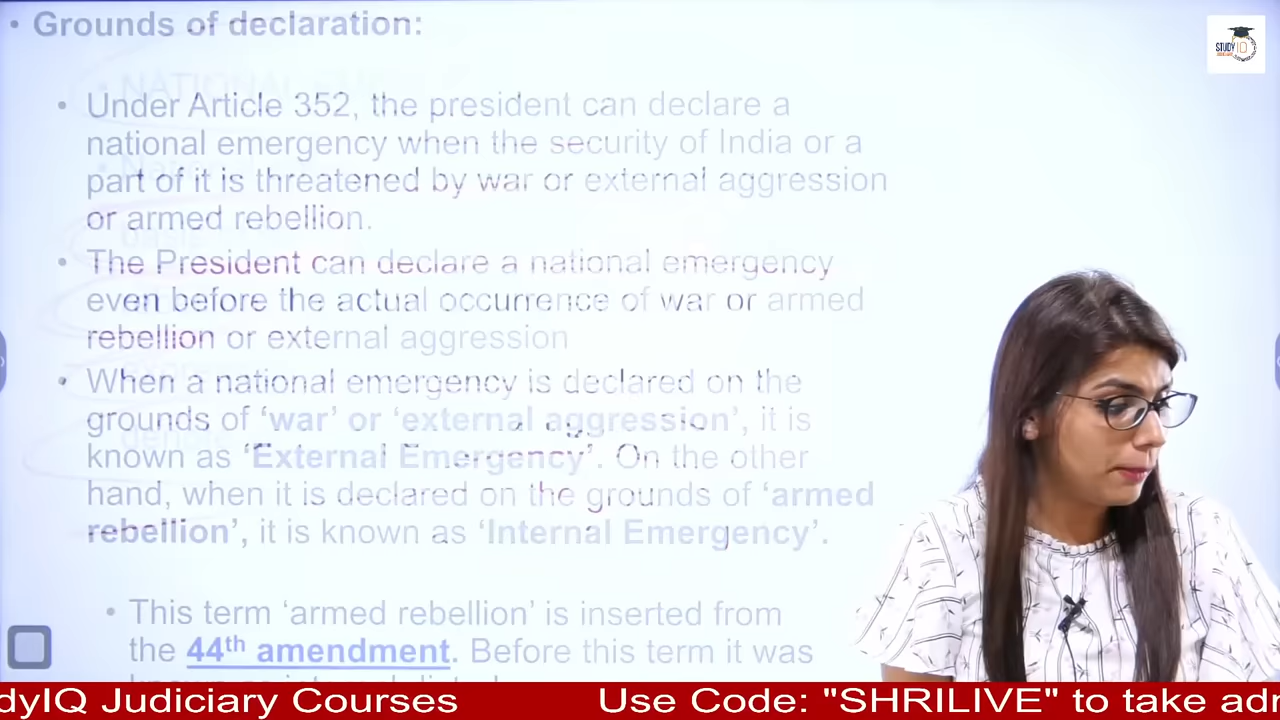 • Grounds of declaration:
STUDY IQ
• Under Article 352, the president can declare a
national emergency when the security of India or a
part of it is threatened by war or external aggression
or armed rebellion.
• The President can declare a national emergency
even before the actual occurrence of war or armed
rebellion or external aggression
• When a national emergency is declared on the
grounds of ‘war’ or ‘external aggression’, it is
known as ‘External Emergency’. On the other
hand, when it is declared on the grounds of ‘armed
rebellion’, it is known as ‘Internal Emergency’.
• This term ‘armed rebellion’ is inserted from
the 44th amendment. Before this term it was
dyIQ Judiciary Courses Use Code: "SHRILIVE" to take adr